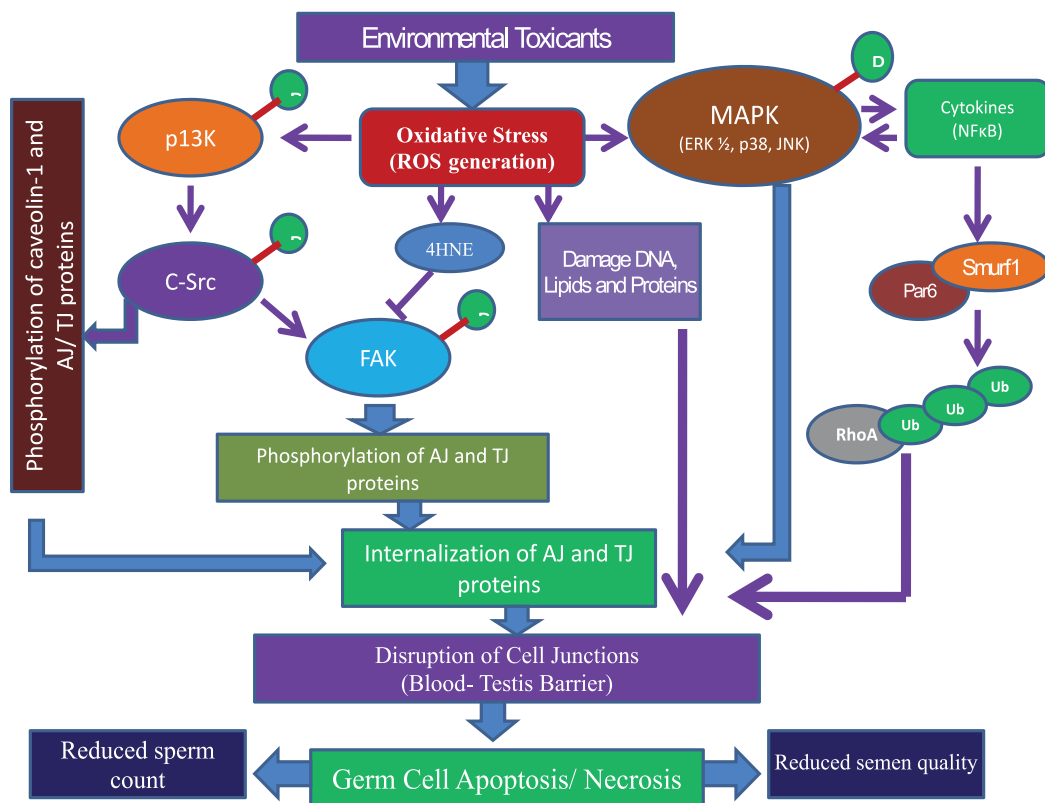 Environmental Toxicants
D
MAPK
(ERK ½, p38, JNK)
Cytokines
(NFκB)
p13K
Oxidative Stress
(ROS generation)
Phosphorylation of caveolin-1 and
AJ/ TJ proteins
4HNE
Damage DNA,
Lipids and Proteins
C-Src
Smurf1
Par6
FAK
Ub
Ub
Ub
RhoA
Phosphorylation of AJ and TJ
proteins
Internalization of AJ and TJ
proteins
Disruption of Cell Junctions
(Blood- Testis Barrier)
Reduced sperm
count
Germ Cell Apoptosis/ Necrosis
Reduced semen quality